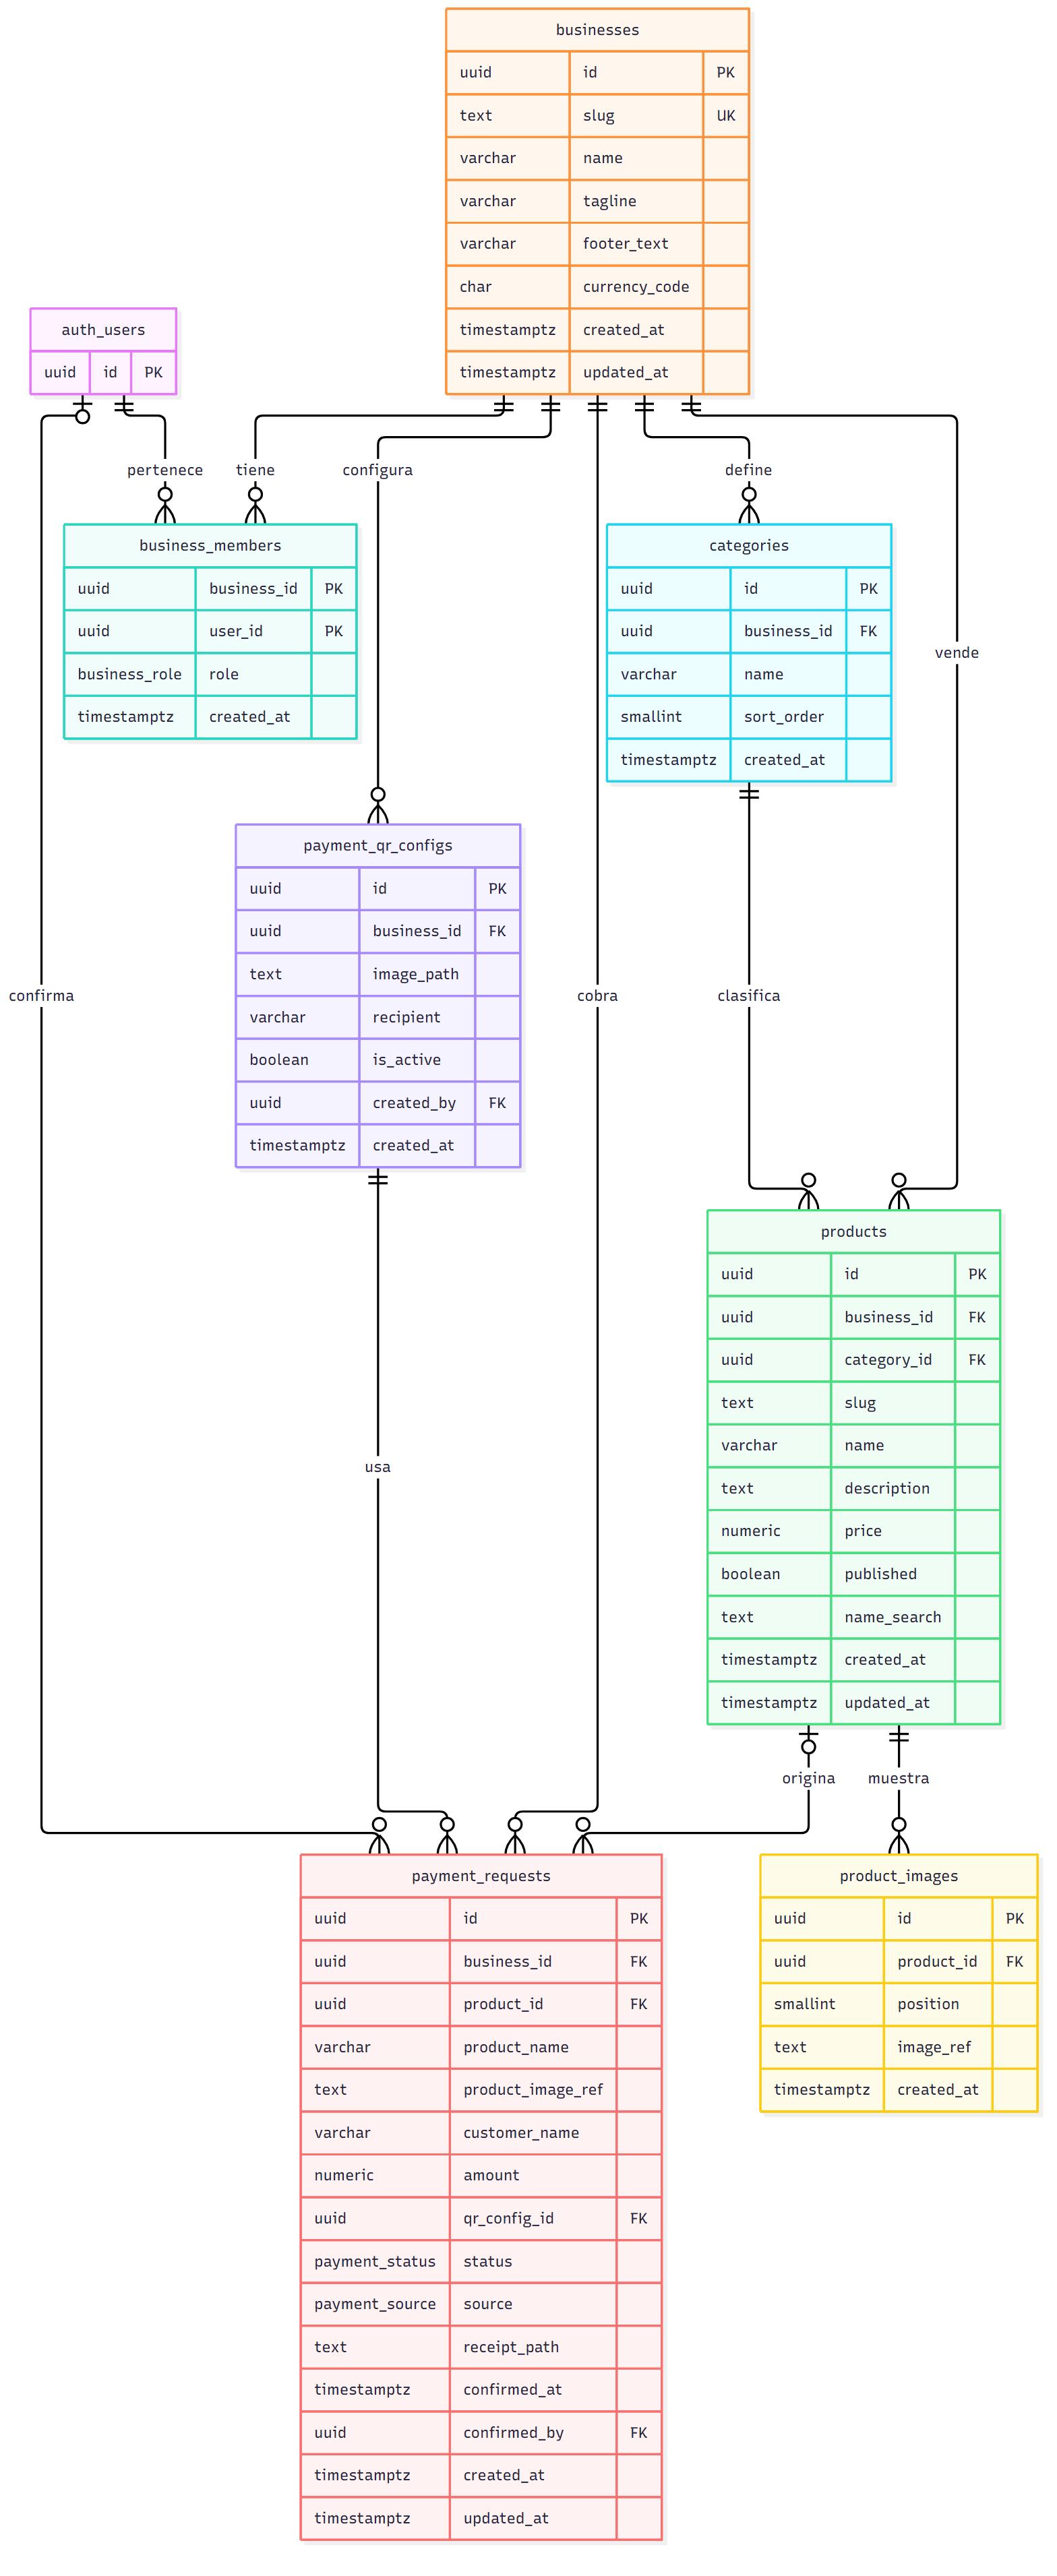 businesses
uuid id PK
text slug UK
varchar name
varchar tagline
varchar footer_text
char currency_code
timestamptz created_at
timestamptz updated_at
auth_users
uuid id PK
pertenece
tiene
configura
define
business_members
uuid business_id PK
uuid user_id PK
business_role role
timestamptz created_at
categories
uuid id PK
uuid business_id FK
varchar name
smallint sort_order
timestamptz created_at
vende
payment_qr_configs
uuid id PK
uuid business_id FK
text image_path
varchar recipient
boolean is_active
uuid created_by FK
timestamptz created_at
confirma
cobra
clasifica
products
uuid id PK
uuid business_id FK
uuid category_id FK
text slug
varchar name
text description
numeric price
boolean published
text name_search
timestamptz created_at
timestamptz updated_at
usa
origina
muestra
payment_requests
uuid id PK
uuid business_id FK
uuid product_id FK
varchar product_name
text product_image_ref
varchar customer_name
numeric amount
uuid qr_config_id FK
payment_status status
payment_source source
text receipt_path
timestamptz confirmed_at
uuid confirmed_by FK
timestamptz created_at
timestamptz updated_at
product_images
uuid id PK
uuid product_id FK
smallint position
text image_ref
timestamptz created_at